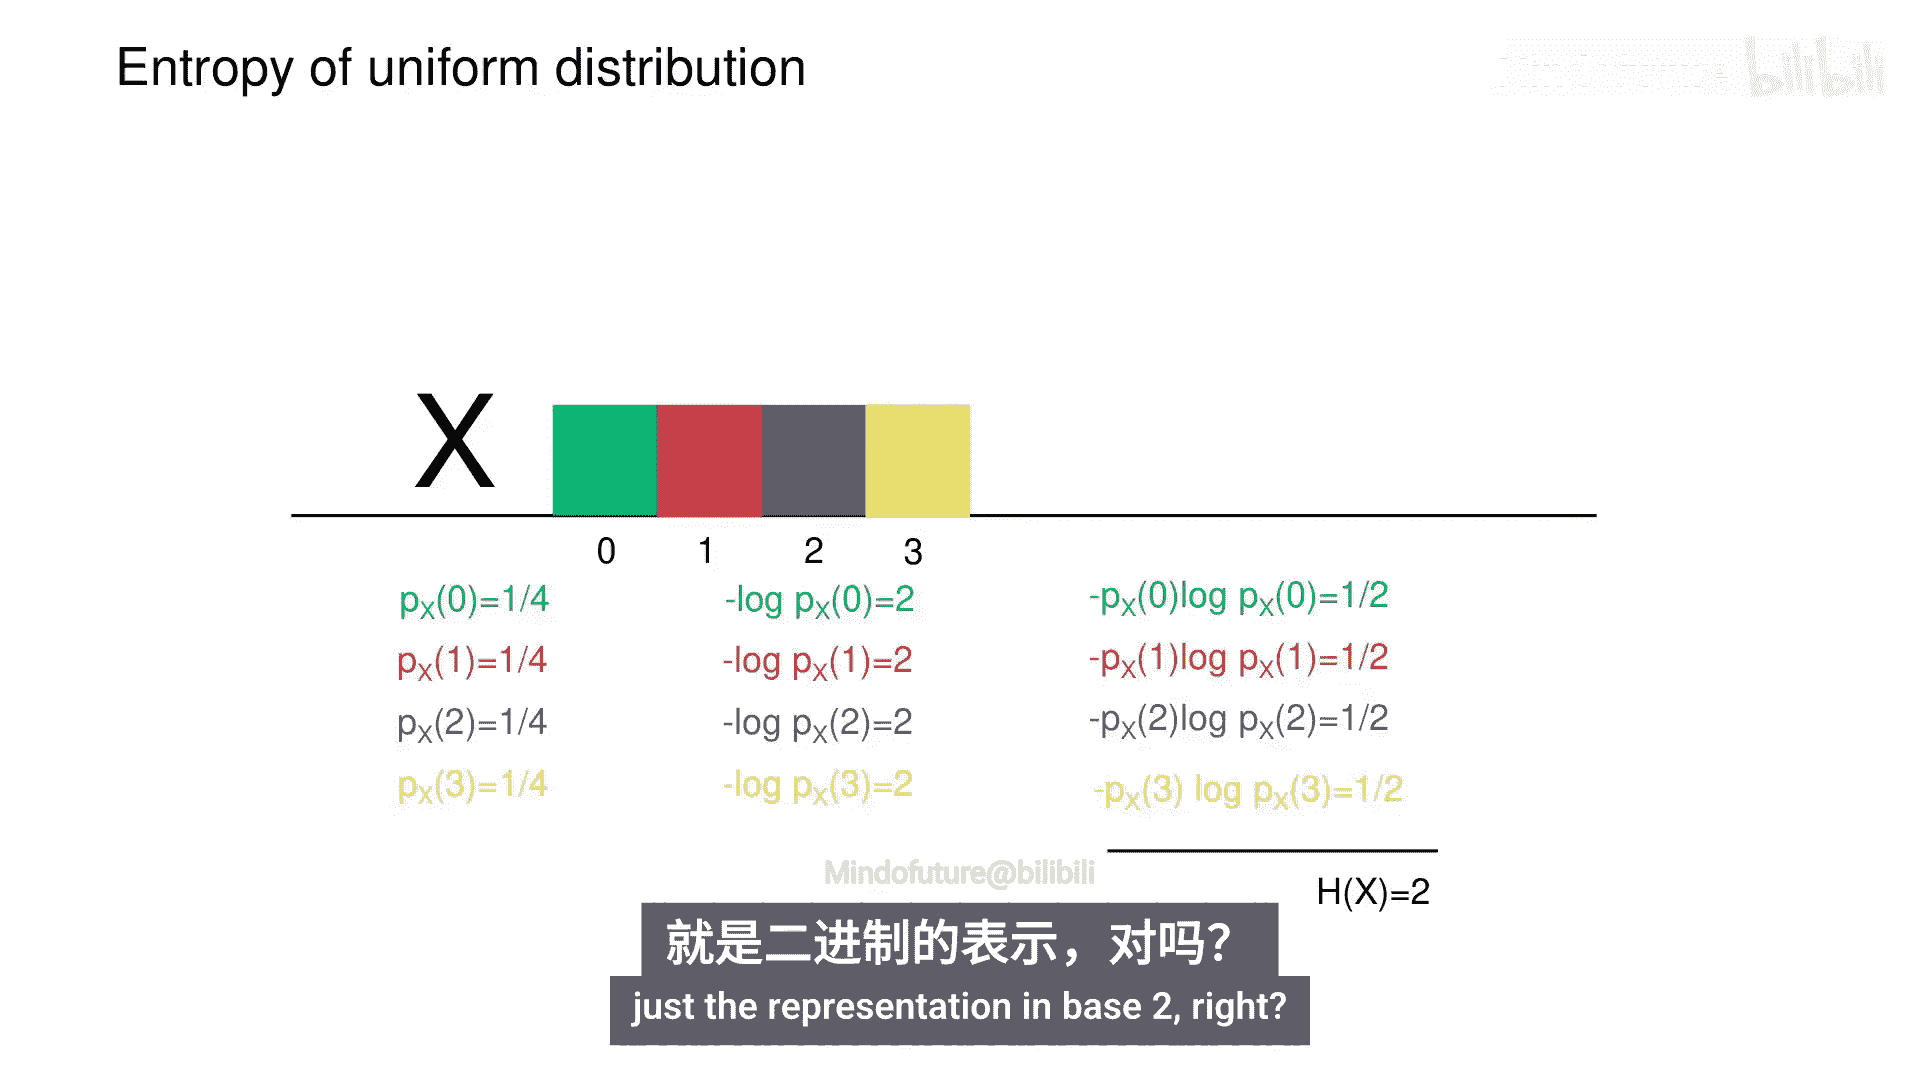 Entropy of uniform distribution
bilibili
X
0 1 2 3
pX(0)=1/4 -log pX(0)=2 -pX(0)log pX(0)=1/2
pX(1)=1/4 -log pX(1)=2 -pX(1)log pX(1)=1/2
pX(2)=1/4 -log pX(2)=2 -pX(2)log pX(2)=1/2
pX(3)=1/4 -log pX(3)=2 -pX(3) log pX(3)=1/2
Mindofuture@bilibili
H(X)=2
就是二进制的表示，对吗？
just the representation in base 2, right?